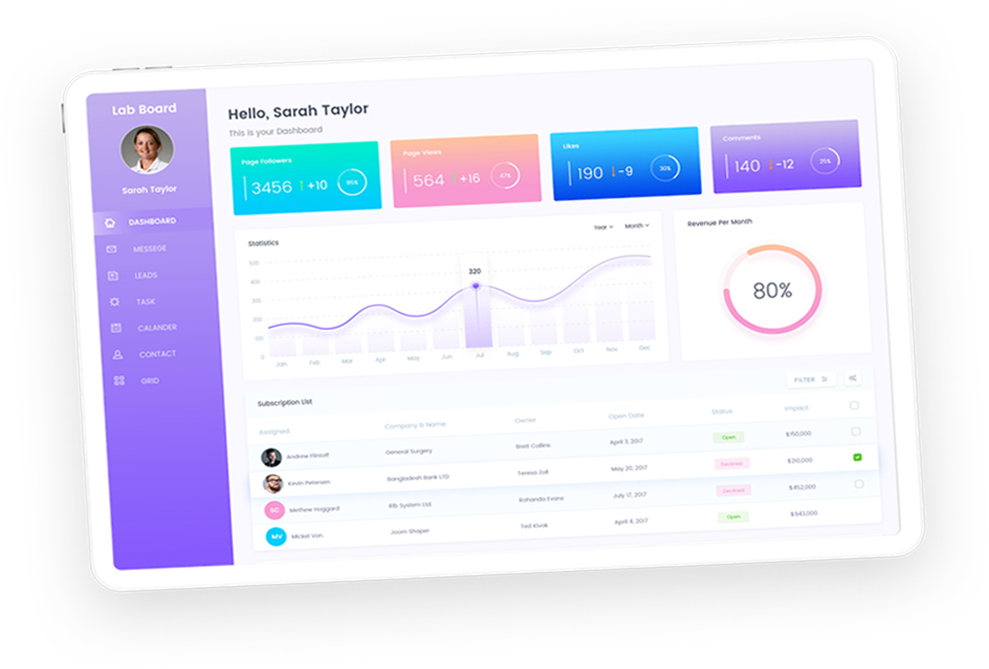 Lab Board
Sarah Taylor
DASHBOARD
MESSEGE
LEADS
TASK
CALANDER
CONTACT
GRID
Hello, Sarah Taylor
This is your Dashboard
Page Followers
3456 +10 85%
Page Views
564 +16 47%
Likes
190 -9 30%
Comments
140 -12 25%
Statistics
Year Month
500
400
300
200
100
0
320
Jan Feb Mar Apr May Jun Jul Aug Sep Oct Nov Dec
Revenue Per Month
80%
FILTER
Subscription List
Assigned Company & Name Owner Open Date Status Impact
Andrew Flintoff General Surgery Brett Collins April 3, 2017 Open $150,000
Kevin Petersen Bangladesh Bank LTD Teresa Zoll May 20, 2017 Declined $210,000
SC Methew Hoggard Rib System Ltd Rohanda Evans July 17, 2017 Declined $452,000
MV Mickel Van Joom Shaper Ted Kivak April 4, 2017 Open $543,000